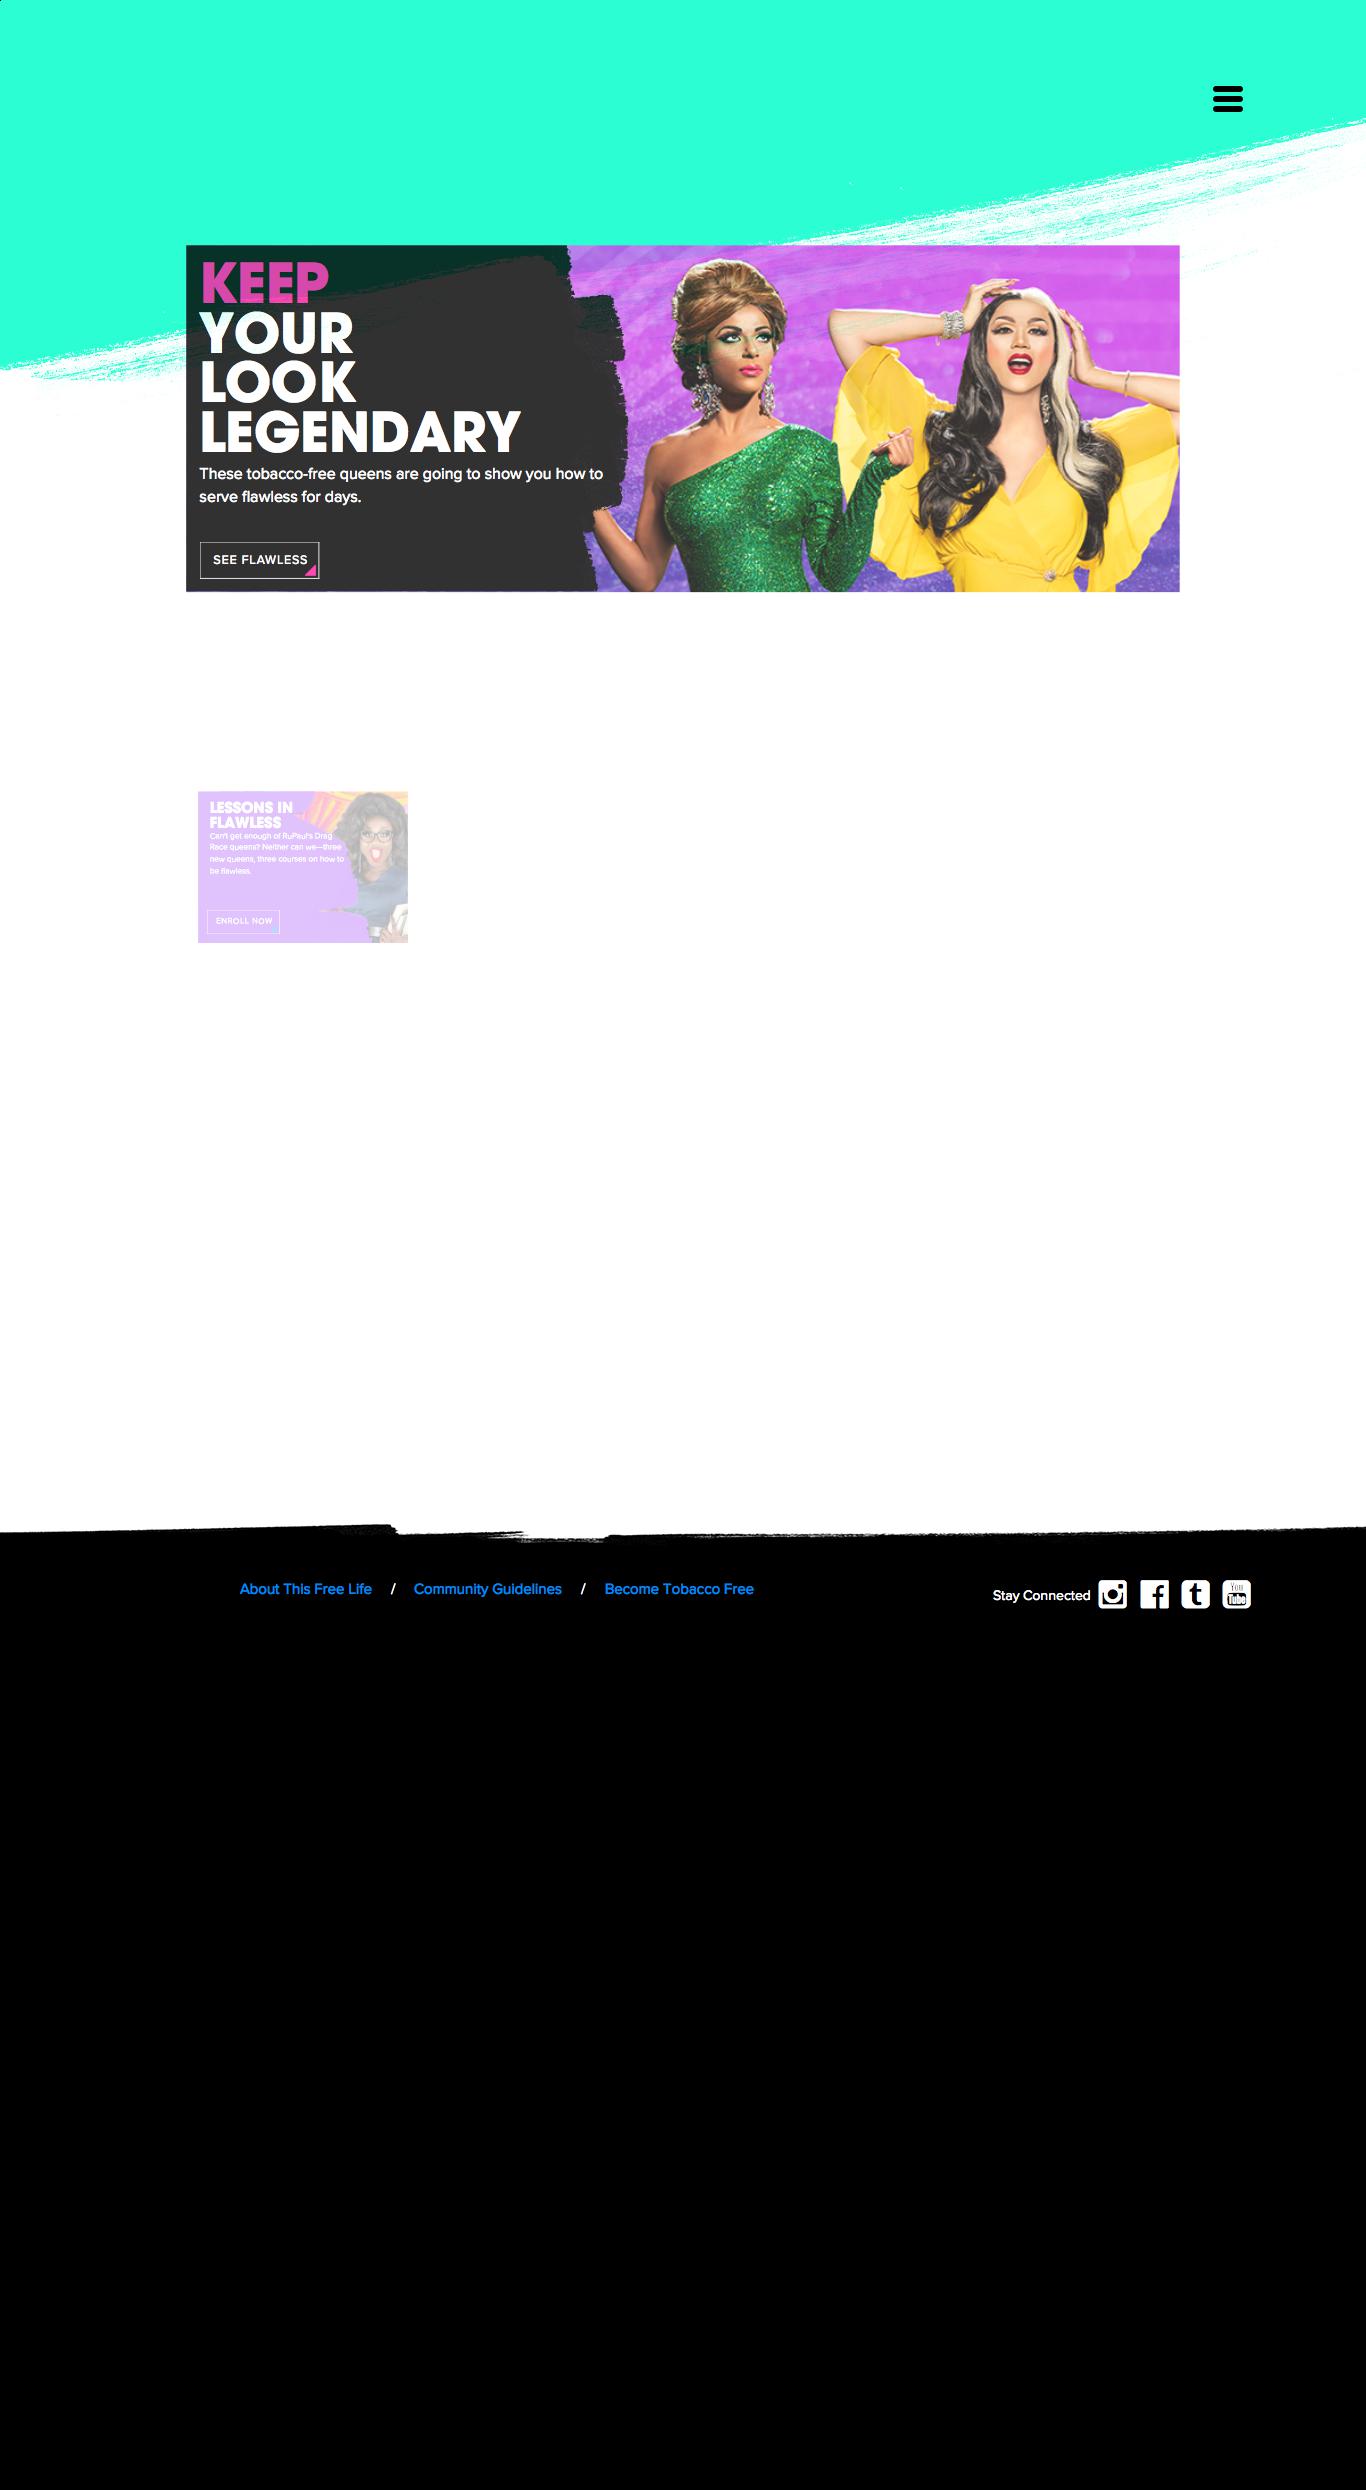 KEEP
YOUR
LOOK
LEGENDARY
These tobacco-free queens are going to show you how to
serve flawless for days.
SEE FLAWLESS
LESSONS IN
FLAWLESS
Can't get enough of RuPaul's Drag
Race queens? Neither can we—three
new queens, three courses on how to
be flawless.
ENROLL NOW
About This Free Life / Community Guidelines / Become Tobacco Free
Stay Connected
You
Tube